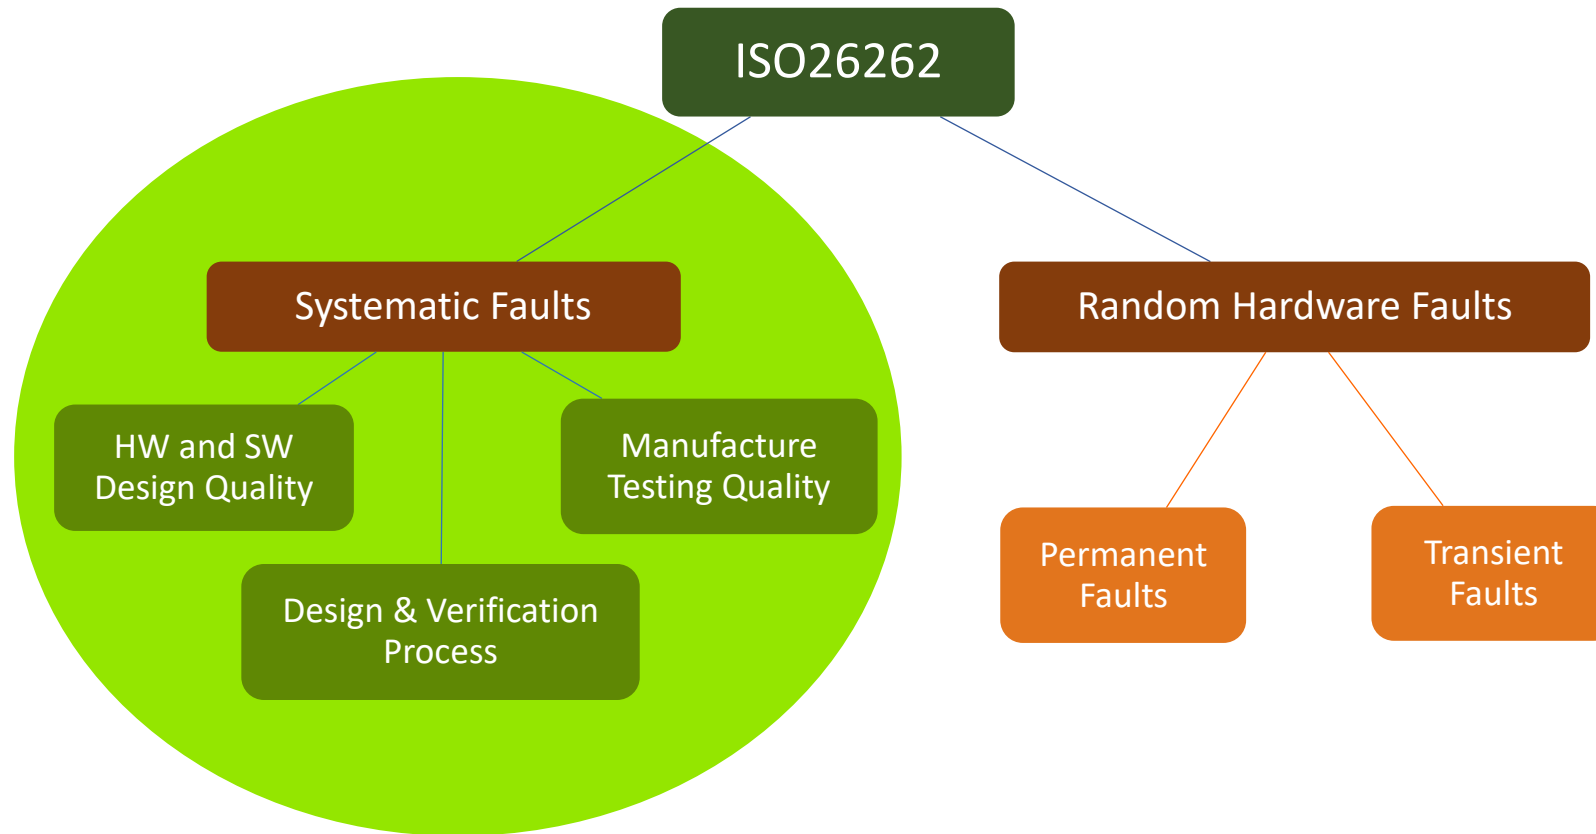 ISO26262
Systematic Faults
Random Hardware Faults
HW and SW
Design Quality
Manufacture
Testing Quality
Design & Verification
Process
Permanent
Faults
Transient
Faults